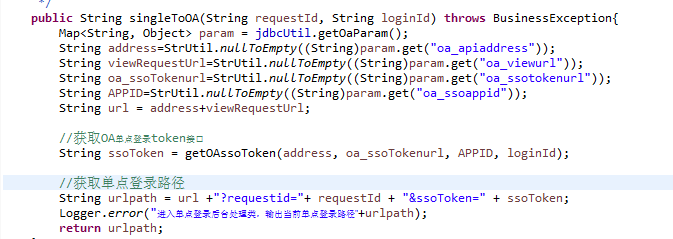 */
public String singleToOA(String requestId, String loginId) throws BusinessException{
Map<String, Object> param = jdbcUtil.getOaParam();
String address=StrUtil.nullToEmpty((String)param.get("oa_apiaddress"));
String viewRequestUrl=StrUtil.nullToEmpty((String)param.get("oa_viewurl"));
String oa_ssoTokenurl=StrUtil.nullToEmpty((String)param.get("oa_ssotokenurl"));
String APPID=StrUtil.nullToEmpty((String)param.get("oa_ssoappid"));
String url = address+viewRequestUrl;
//获取OA单点登录token接口
String ssoToken = getOAssoToken(address, oa_ssoTokenurl, APPID, loginId);
//获取单点登录路径
String urlpath = url +"?requestid="+ requestId + "&ssoToken=" + ssoToken;
Logger.error("进入单点登录后台处理类，输出当前单点登录路径"+urlpath);
return urlpath;